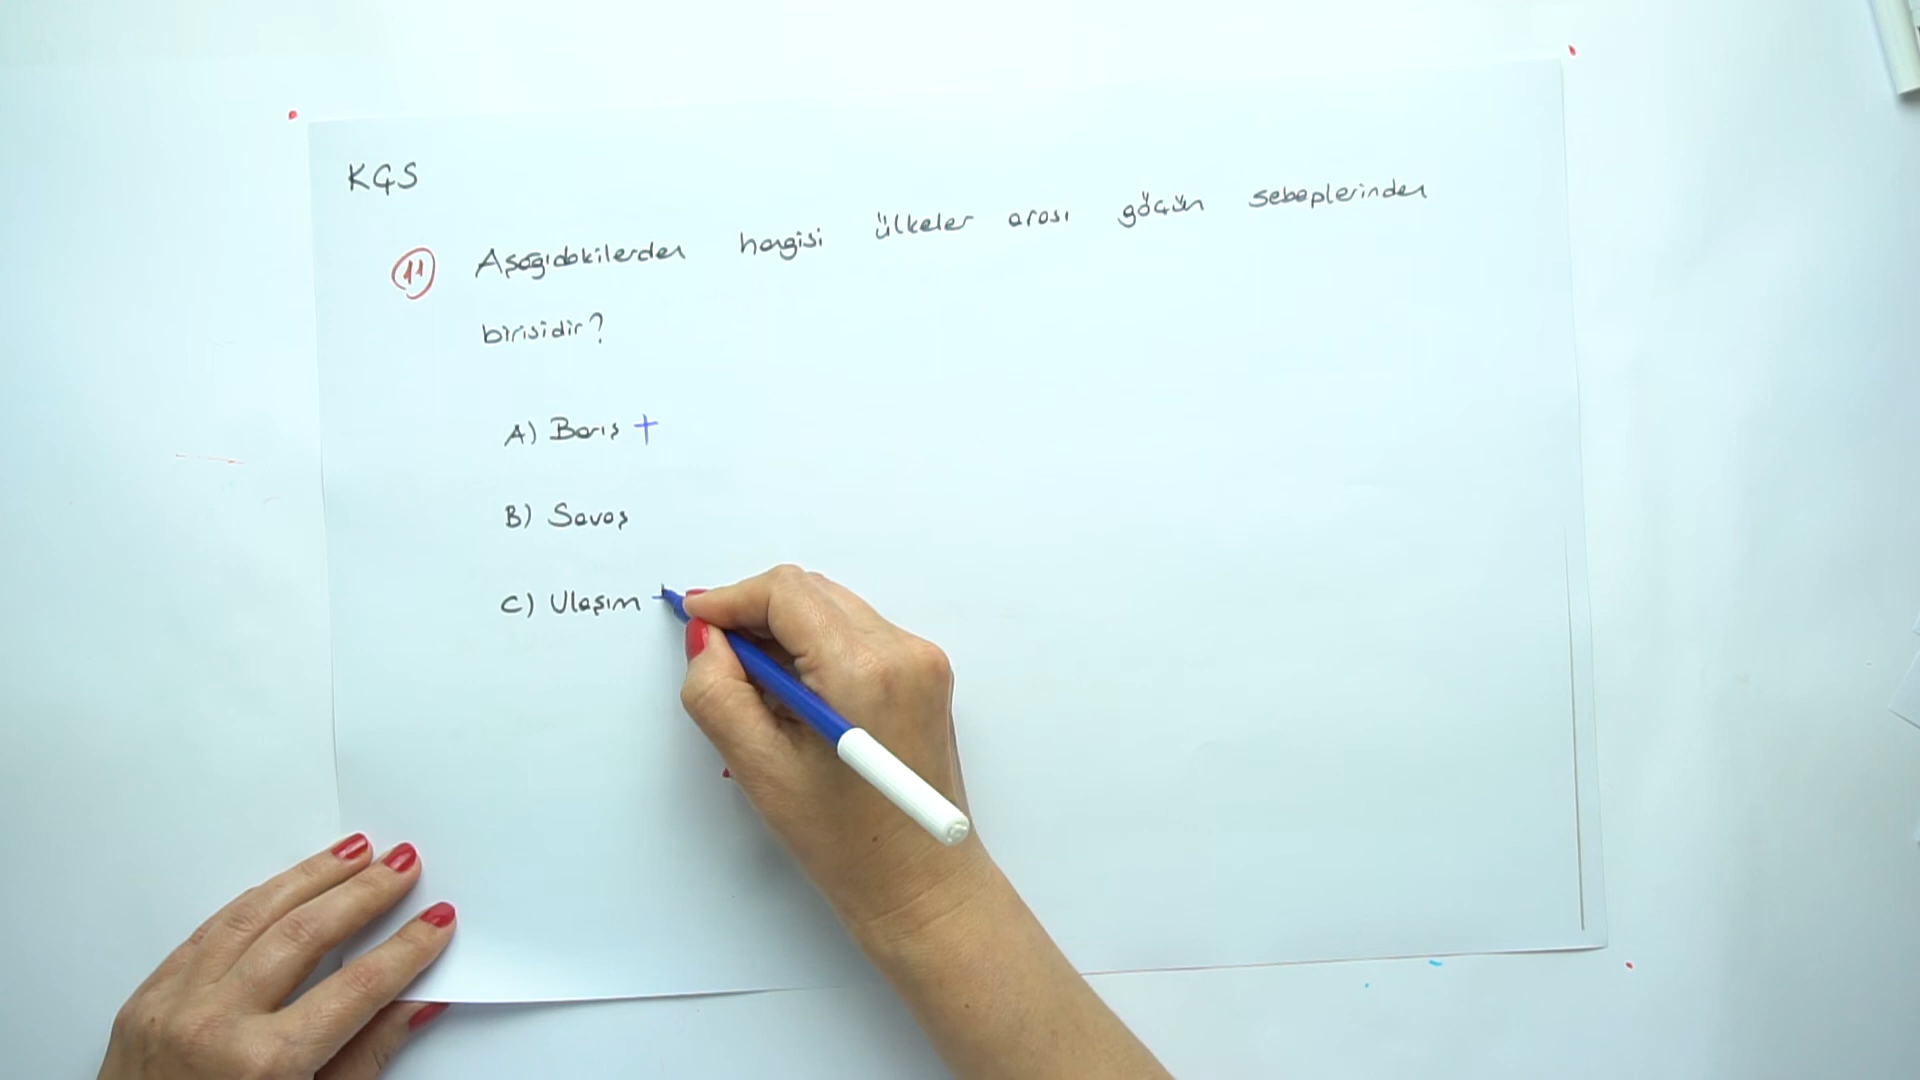 KGS
11 Aşağıdakilerden hangisi ülkeler arası göçün sebeplerinden
birisidir?
A) Barış +
B) Savaş
C) Ulaşım +